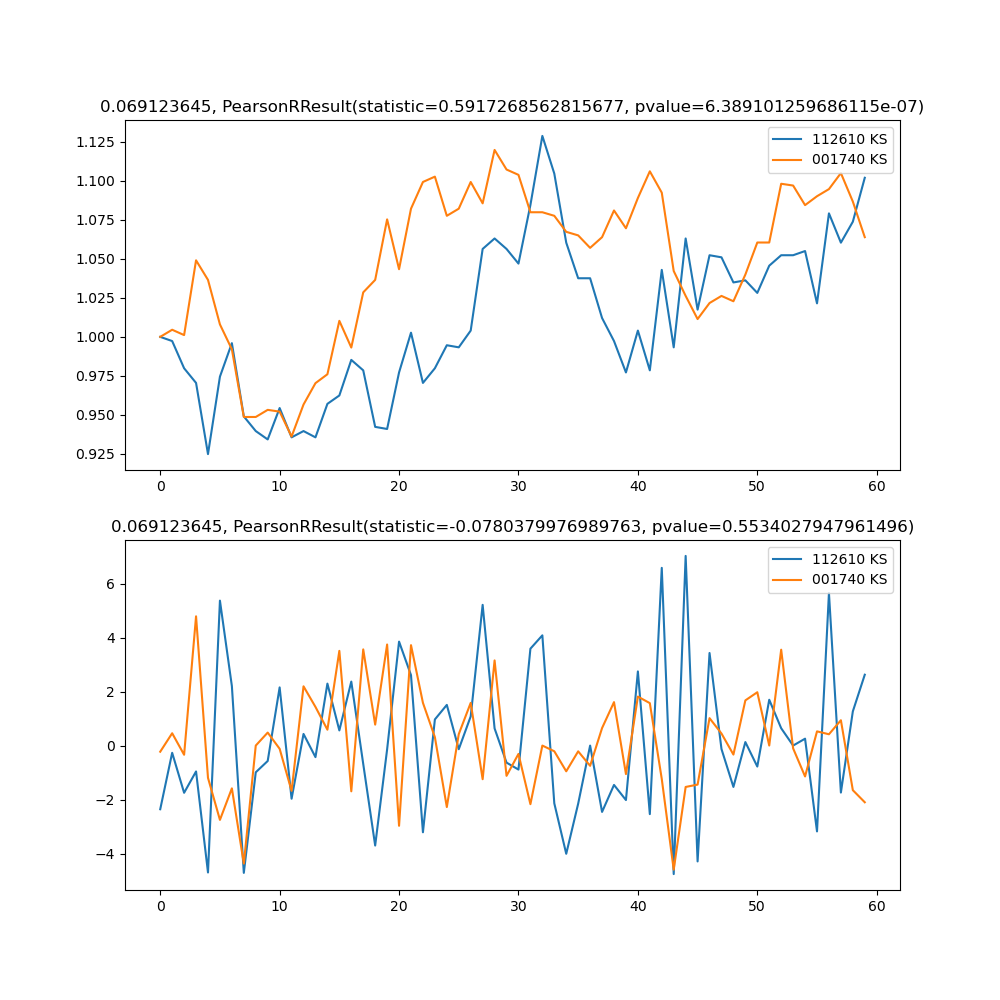 0.069123645, PearsonRResult(statistic=0.5917268562815677, pvalue=6.389101259686115e-07)
112610 KS
001740 KS
1.125
1.100
1.075
1.050
1.025
1.000
0.975
0.950
0.925
0 10 20 30 40 50 60
0.069123645, PearsonRResult(statistic=-0.0780379976989763, pvalue=0.5534027947961496)
112610 KS
001740 KS
6
4
2
0
−2
−4
0 10 20 30 40 50 60